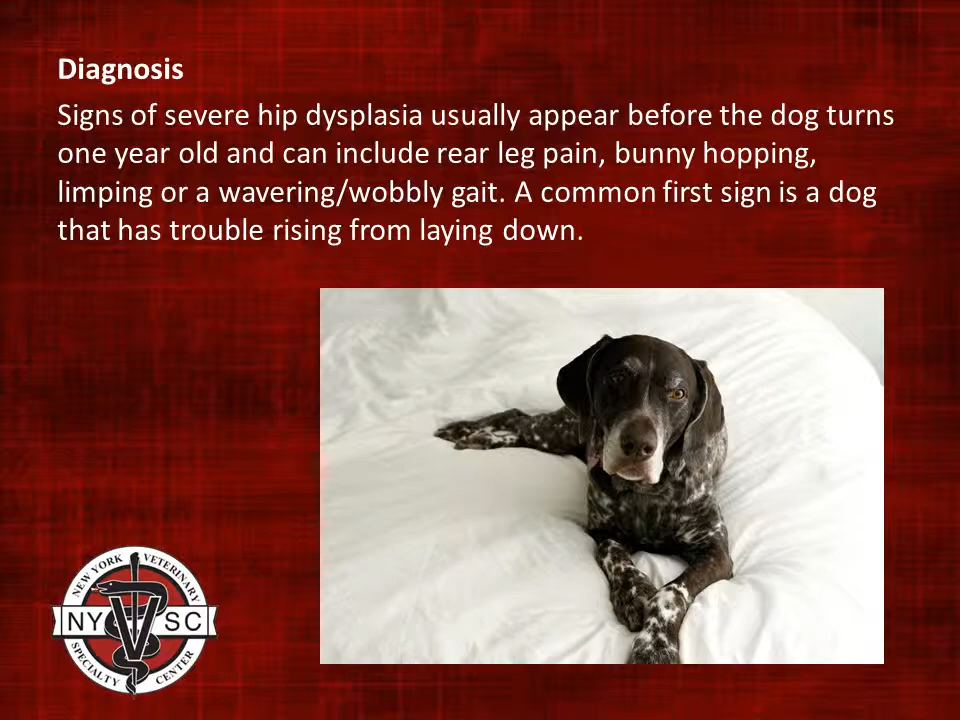 Diagnosis
Signs of severe hip dysplasia usually appear before the dog turns
one year old and can include rear leg pain, bunny hopping,
limping or a wavering/wobbly gait. A common first sign is a dog
that has trouble rising from laying down.
NEW YORK VETERINARY
NY V SC
SPECIALTY CENTER